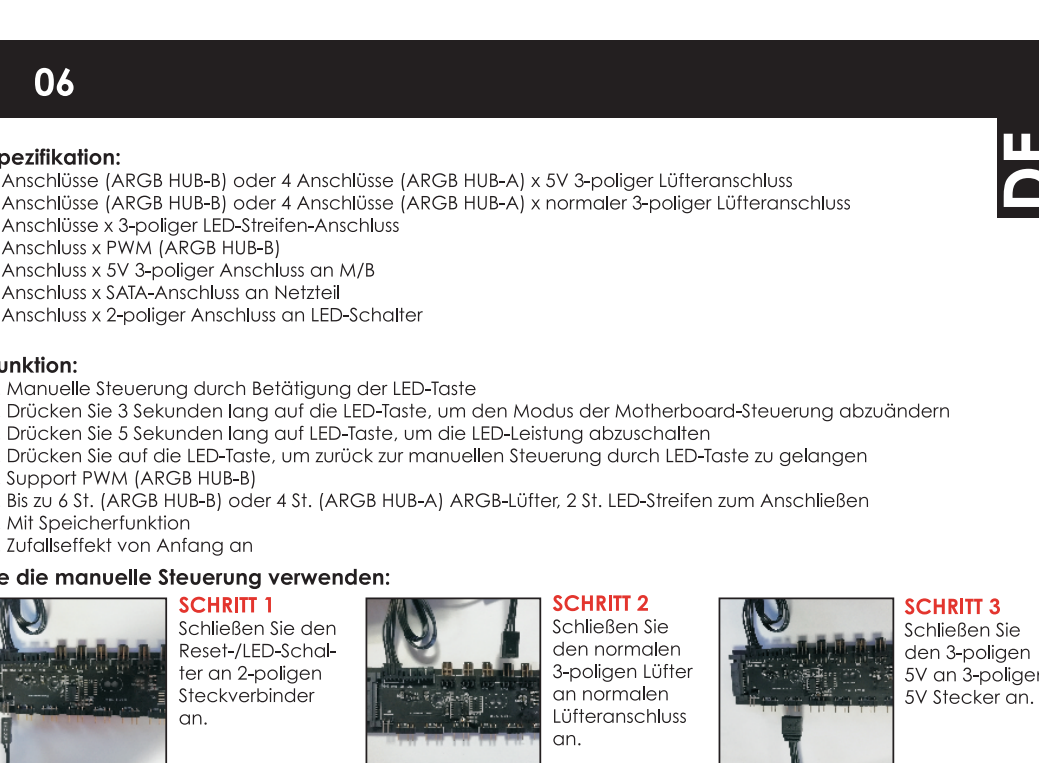 06
DE
pezifikation:
Anschlüsse (ARGB HUB-B) oder 4 Anschlüsse (ARGB HUB-A) x 5V 3-poliger Lüfteranschluss
Anschlüsse (ARGB HUB-B) oder 4 Anschlüsse (ARGB HUB-A) x normaler 3-poliger Lüfteranschluss
Anschlüsse x 3-poliger LED-Streifen-Anschluss
Anschluss x PWM (ARGB HUB-B)
Anschluss x 5V 3-poliger Anschluss an M/B
Anschluss x SATA-Anschluss an Netzteil
Anschluss x 2-poliger Anschluss an LED-Schalter
unktion:
Manuelle Steuerung durch Betätigung der LED-Taste
Drücken Sie 3 Sekunden lang auf die LED-Taste, um den Modus der Motherboard-Steuerung abzuändern
Drücken Sie 5 Sekunden lang auf LED-Taste, um die LED-Leistung abzuschalten
Drücken Sie auf die LED-Taste, um zurück zur manuellen Steuerung durch LED-Taste zu gelangen
Support PWM (ARGB HUB-B)
Bis zu 6 St. (ARGB HUB-B) oder 4 St. (ARGB HUB-A) ARGB-Lüfter, 2 St. LED-Streifen zum Anschließen
Mit Speicherfunktion
Zufallseffekt von Anfang an
e die manuelle Steuerung verwenden:
SCHRITT 1
Schließen Sie den
Reset-/LED-Schal-
ter an 2-poligen
Steckverbinder
an.
SCHRITT 2
Schließen Sie
den normalen
3-poligen Lüfter
an normalen
Lüfteranschluss
an.
SCHRITT 3
Schließen Sie
den 3-poligen
5V an 3-poliger
5V Stecker an.